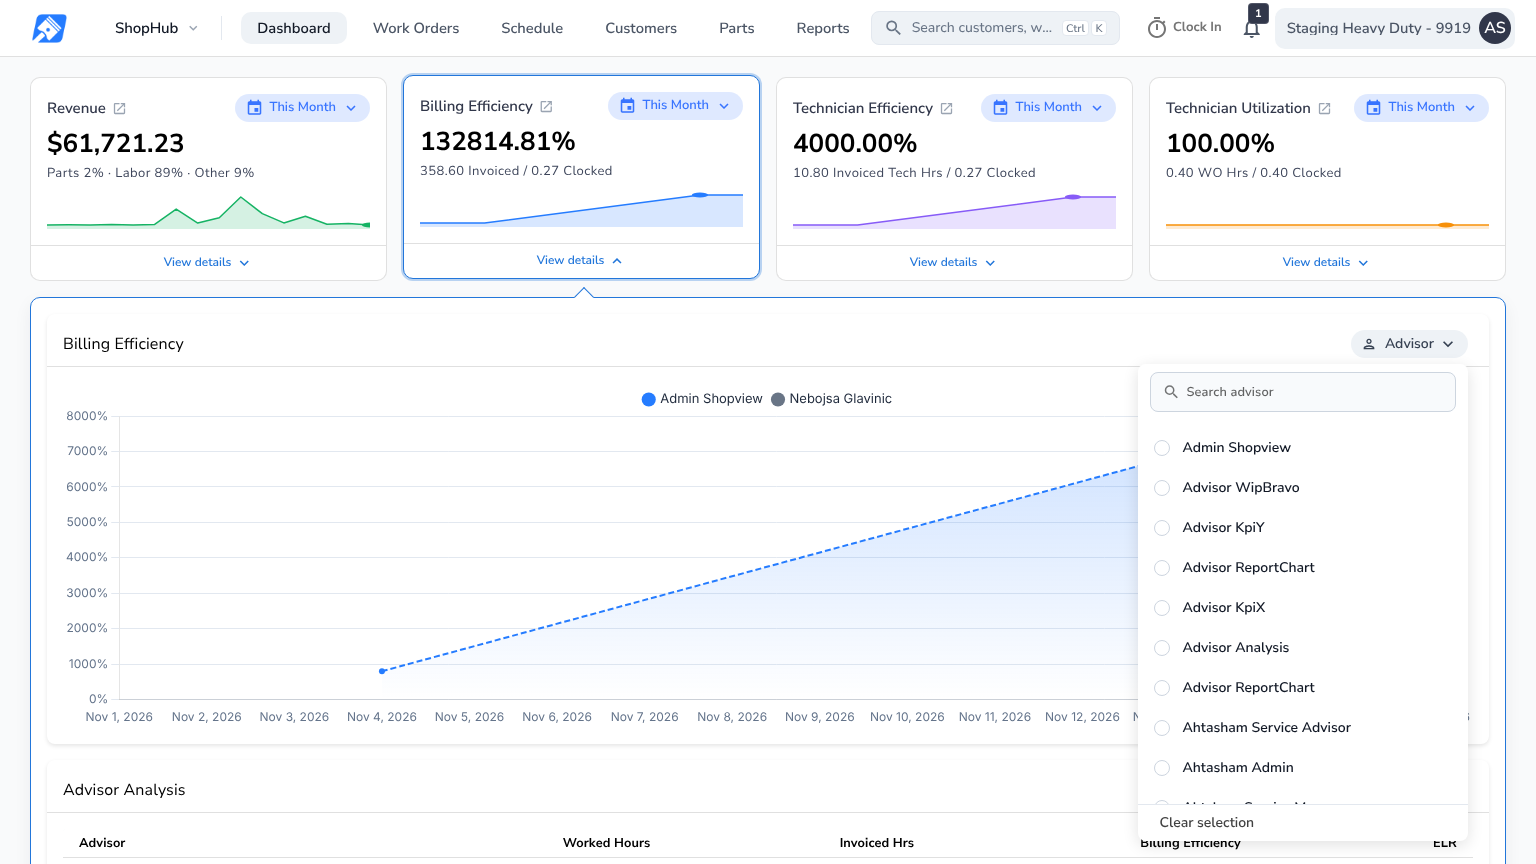 ShopHub
Dashboard
Work Orders
Schedule
Customers
Parts
Reports
Search customers, w... Ctrl K
Clock In
1
Staging Heavy Duty - 9919 AS
Revenue This Month
$61,721.23
Parts 2% · Labor 89% · Other 9%
View details
Billing Efficiency This Month
132814.81%
358.60 Invoiced / 0.27 Clocked
View details
Technician Efficiency This Month
4000.00%
10.80 Invoiced Tech Hrs / 0.27 Clocked
View details
Technician Utilization This Month
100.00%
0.40 WO Hrs / 0.40 Clocked
View details
Billing Efficiency
Advisor
Admin Shopview Nebojsa Glavinic
8000%
7000%
6000%
5000%
4000%
3000%
2000%
1000%
0%
Nov 1, 2026 Nov 2, 2026 Nov 3, 2026 Nov 4, 2026 Nov 5, 2026 Nov 6, 2026 Nov 7, 2026 Nov 8, 2026 Nov 9, 2026 Nov 10, 2026 Nov 11, 2026 Nov 12, 2026
Search advisor
Admin Shopview
Advisor WipBravo
Advisor KpiY
Advisor ReportChart
Advisor KpiX
Advisor Analysis
Advisor ReportChart
Ahtasham Service Advisor
Ahtasham Admin
Clear selection
Advisor Analysis
Advisor Worked Hours Invoiced Hrs Billing Efficiency ELR